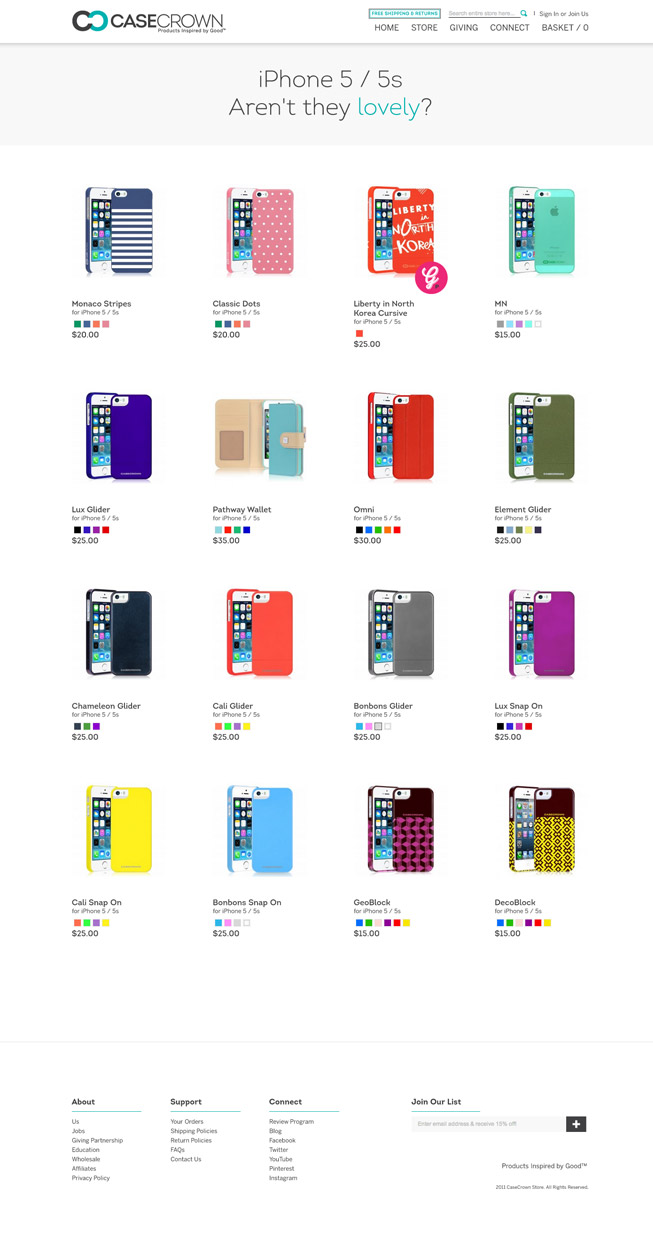 CASECROWN
Products Inspired by Good™
FREE SHIPPING & RETURNS
Search entire store here...
Sign In or Join Us
HOME STORE GIVING CONNECT BASKET / 0
iPhone 5 / 5s
Aren't they lovely?
LIBERTY
in
NORTH
KOREA
Monaco Stripes
for iPhone 5 / 5s
$20.00
Classic Dots
for iPhone 5 / 5s
$20.00
Liberty in North
Korea Cursive
for iPhone 5 / 5s
$25.00
MN
for iPhone 5 / 5s
$15.00
Lux Glider
for iPhone 5 / 5s
$25.00
Pathway Wallet
for iPhone 5 / 5s
$35.00
Omni
for iPhone 5 / 5s
$30.00
Element Glider
for iPhone 5 / 5s
$25.00
Chameleon Glider
for iPhone 5 / 5s
$25.00
Cali Glider
for iPhone 5 / 5s
$25.00
Bonbons Glider
for iPhone 5 / 5s
$25.00
Lux Snap On
for iPhone 5 / 5s
$25.00
Cali Snap On
for iPhone 5 / 5s
$25.00
Bonbons Snap On
for iPhone 5 / 5s
$25.00
GeoBlock
for iPhone 5 / 5s
$15.00
DecoBlock
for iPhone 5 / 5s
$15.00
About
Us
Jobs
Giving Partnership
Education
Wholesale
Affiliates
Privacy Policy
Support
Your Orders
Shipping Policies
Return Policies
FAQs
Contact Us
Connect
Review Program
Blog
Facebook
Twitter
YouTube
Pinterest
Instagram
Join Our List
Enter email address & receive 15% off!
Products Inspired by Good™
2011 CaseCrown Store. All Rights Reserved.